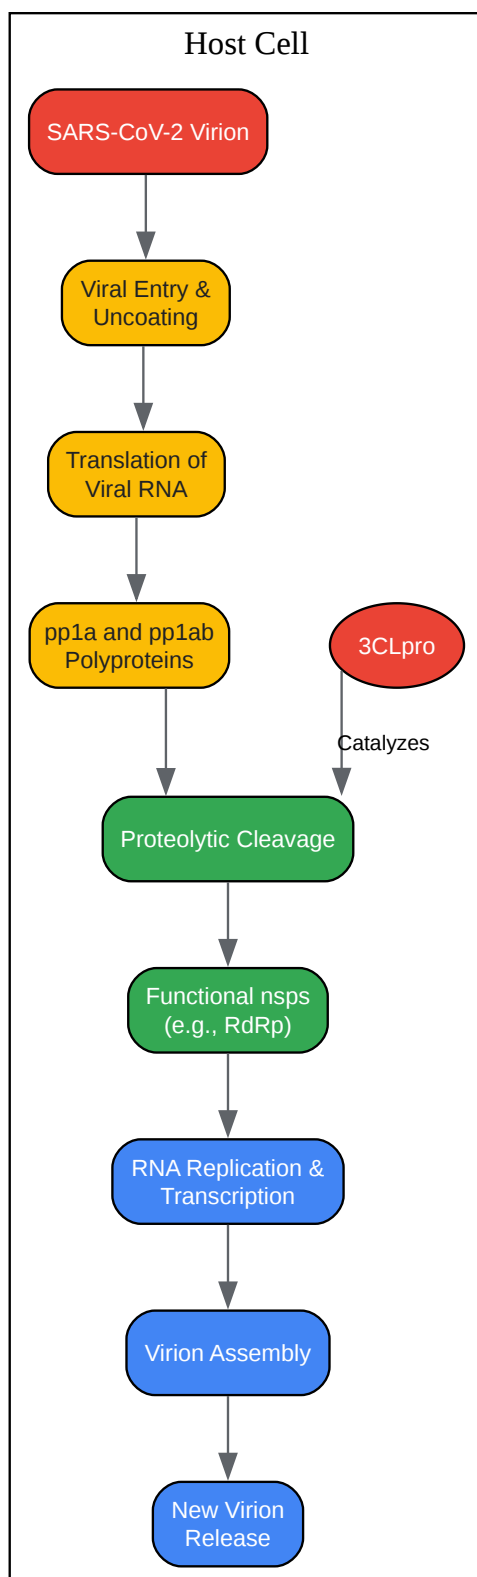 Host Cell
SARS-CoV-2 Virion
Viral Entry &
Uncoating
Translation of
Viral RNA
pp1a and pp1ab
Polyproteins
3CLpro
Catalyzes
Proteolytic Cleavage
Functional nsps
(e.g., RdRp)
RNA Replication &
Transcription
Virion Assembly
New Virion
Release